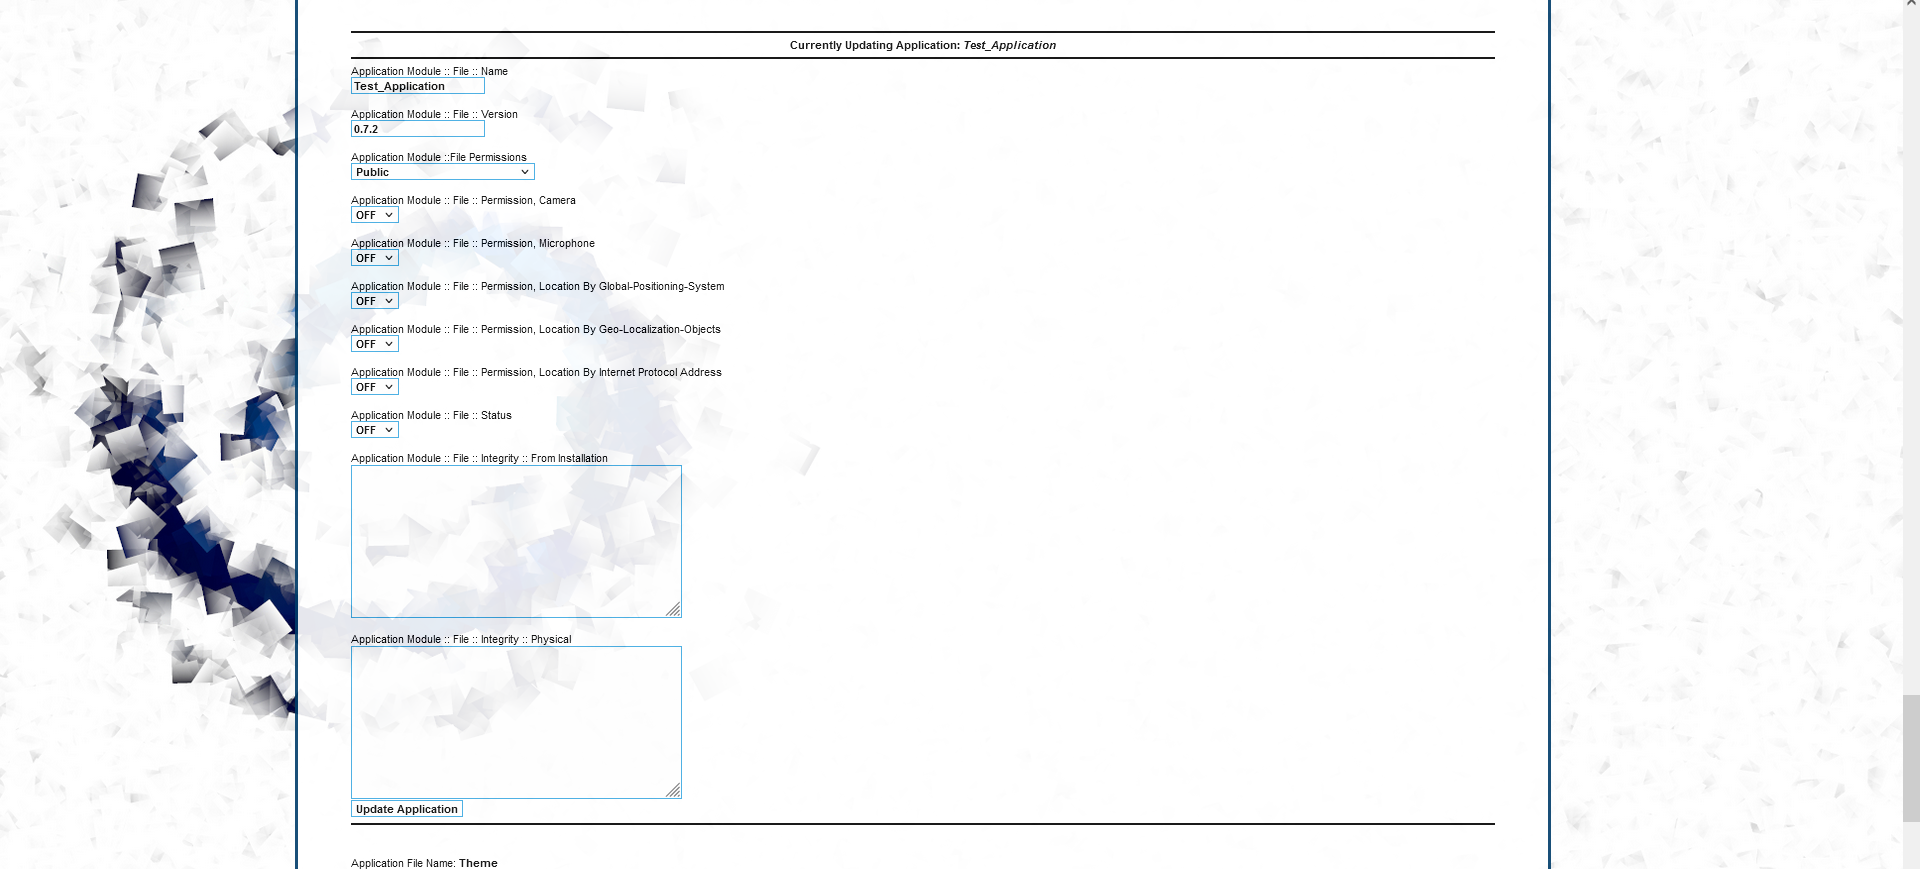 Currently Updating Application: Test_Application
Application Module :: File :: Name
Test_Application
Application Module :: File :: Version
0.7.2
Application Module ::File Permissions
Public
Application Module :: File :: Permission, Camera
OFF
Application Module :: File :: Permission, Microphone
OFF
Application Module :: File :: Permission, Location By Global-Positioning-System
OFF
Application Module :: File :: Permission, Location By Geo-Localization-Objects
OFF
Application Module :: File :: Permission, Location By Internet Protocol Address
OFF
Application Module :: File :: Status
OFF
Application Module :: File :: Integrity :: From Installation
Application Module :: File :: Integrity :: Physical
Update Application
Application File Name: Theme